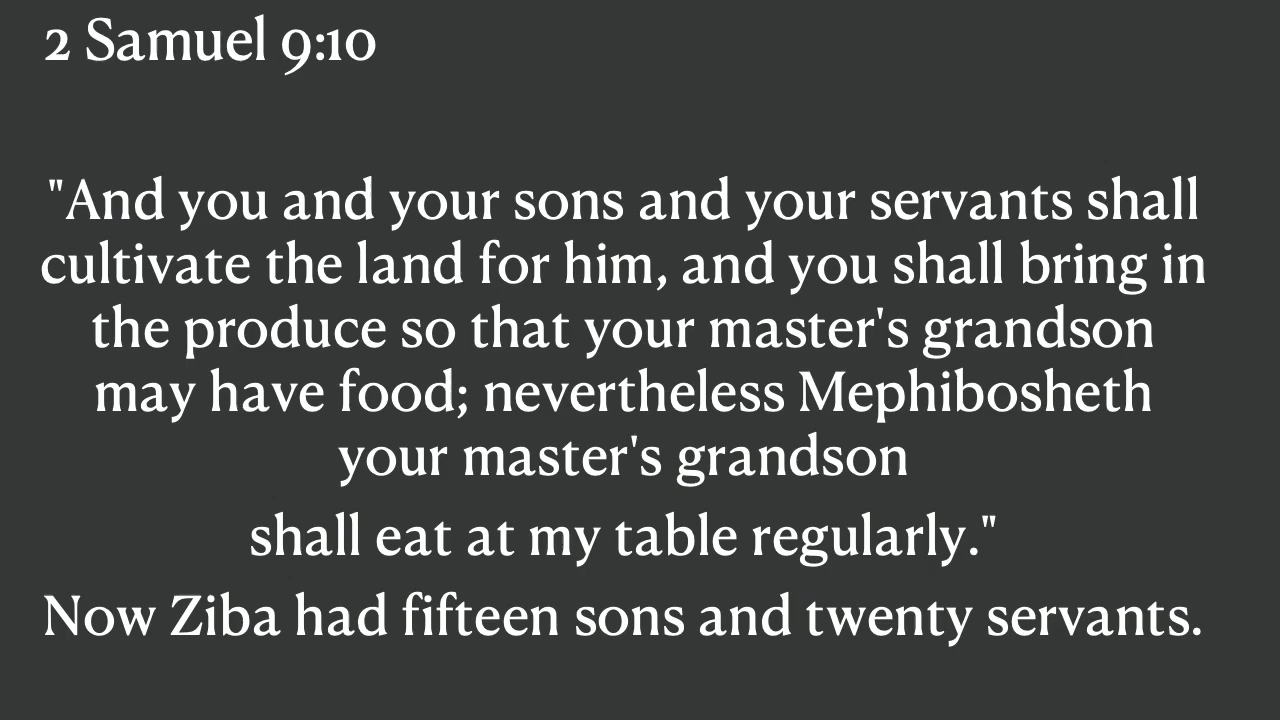 2 Samuel 9:10
"And you and your sons and your servants shall
cultivate the land for him, and you shall bring in
the produce so that your master's grandson
may have food; nevertheless Mephibosheth
your master's grandson
shall eat at my table regularly."
Now Ziba had fifteen sons and twenty servants.